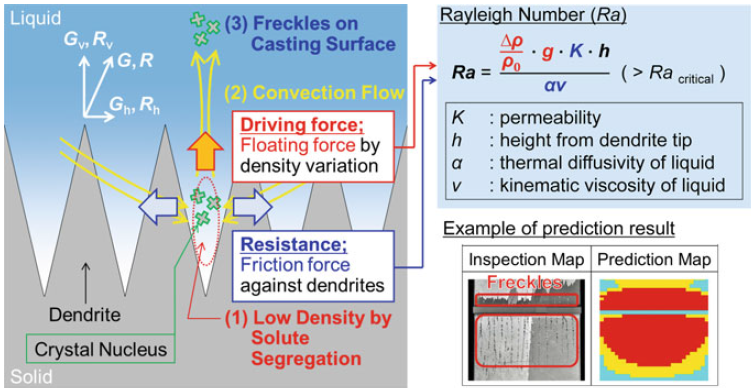 Liquid
Gv, Rv
G, R
Gh, Rh
(3) Freckles on
Casting Surface
(2) Convection Flow
Driving force;
Floating force by
density variation
Resistance;
Friction force
against dendrites
(1) Low Density by
Solute
Segregation
Dendrite
Crystal Nucleus
Solid
Rayleigh Number (Ra)
Ra = Δρ/ρ0 · g · K · h / αν ( > Ra critical )
K : permeability
h : height from dendrite tip
α : thermal diffusivity of liquid
ν : kinematic viscosity of liquid
Example of prediction result
Inspection Map
Prediction Map
Freckles